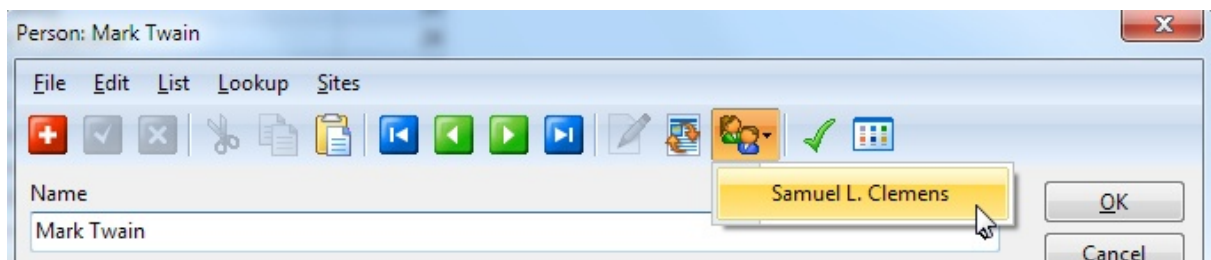 Person: Mark Twain
File Edit List Lookup Sites
Samuel L. Clemens
Name
OK
Mark Twain
Cancel